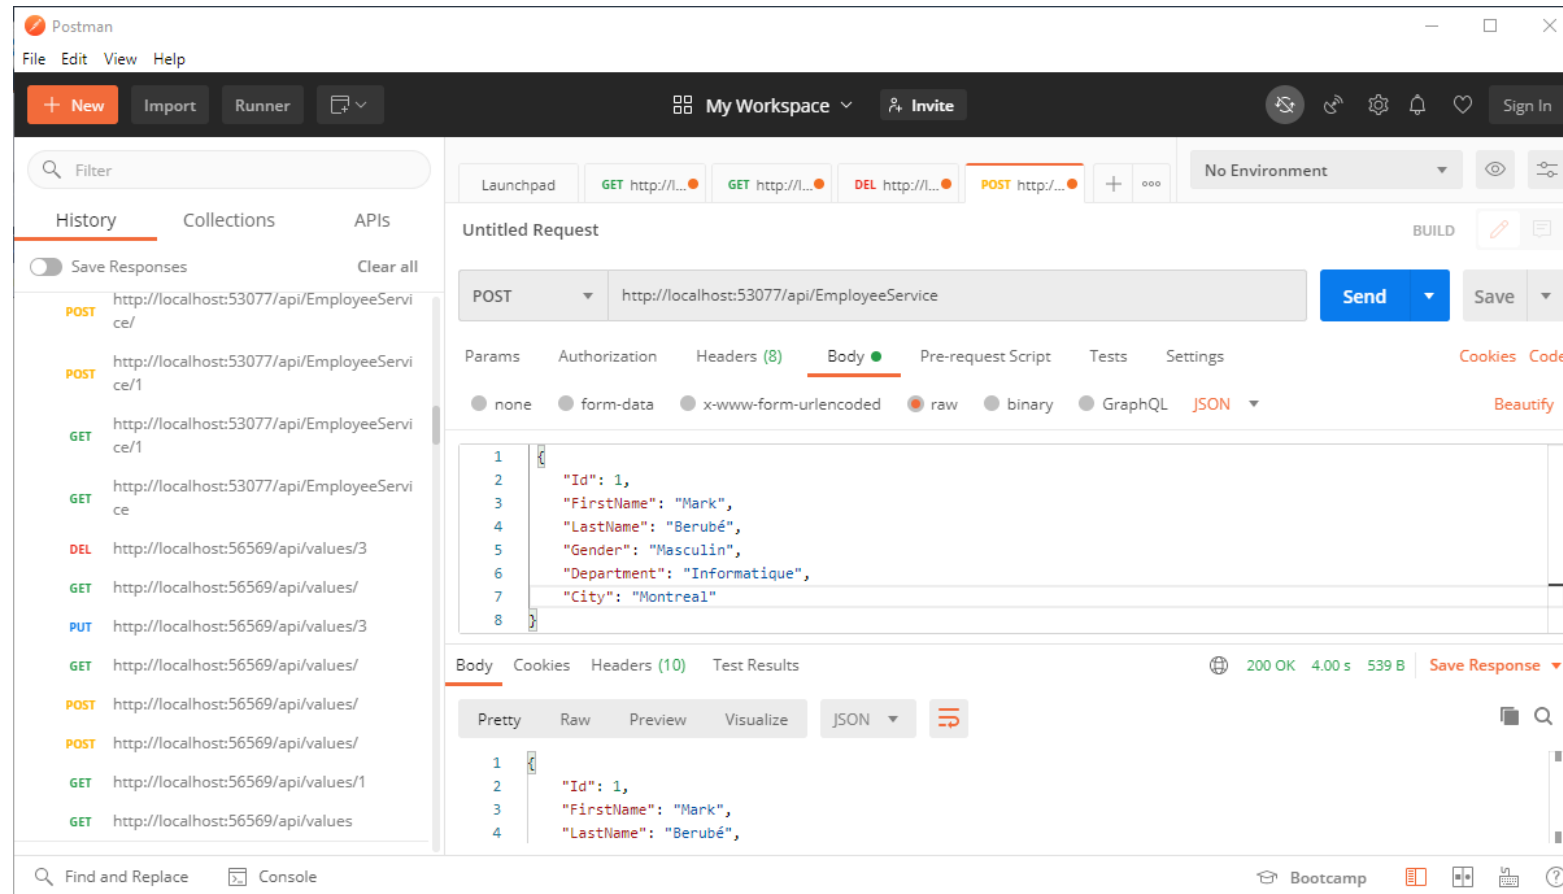 Postman
File Edit View Help
+ New Import Runner My Workspace Invite Sign In
Filter
History Collections APIs
Save Responses Clear all
POST http://localhost:53077/api/EmployeeServi
ce/
POST http://localhost:53077/api/EmployeeServi
ce/1
GET http://localhost:53077/api/EmployeeServi
ce/1
GET http://localhost:53077/api/EmployeeServi
ce
DEL http://localhost:56569/api/values/3
GET http://localhost:56569/api/values/
PUT http://localhost:56569/api/values/3
GET http://localhost:56569/api/values/
POST http://localhost:56569/api/values/
POST http://localhost:56569/api/values/
GET http://localhost:56569/api/values/1
GET http://localhost:56569/api/values
Launchpad GET http://l... GET http://l... DEL http://l... POST http:/... + ooo No Environment
Untitled Request BUILD
POST http://localhost:53077/api/EmployeeService Send Save
Params Authorization Headers (8) Body Pre-request Script Tests Settings Cookies Code
none form-data x-www-form-urlencoded raw binary GraphQL JSON Beautify
1 {
2 "Id": 1,
3 "FirstName": "Mark",
4 "LastName": "Berubé",
5 "Gender": "Masculin",
6 "Department": "Informatique",
7 "City": "Montreal"
8 }
Body Cookies Headers (10) Test Results 200 OK 4.00 s 539 B Save Response
Pretty Raw Preview Visualize JSON
1 {
2 "Id": 1,
3 "FirstName": "Mark",
4 "LastName": "Berubé",
Find and Replace Console Bootcamp